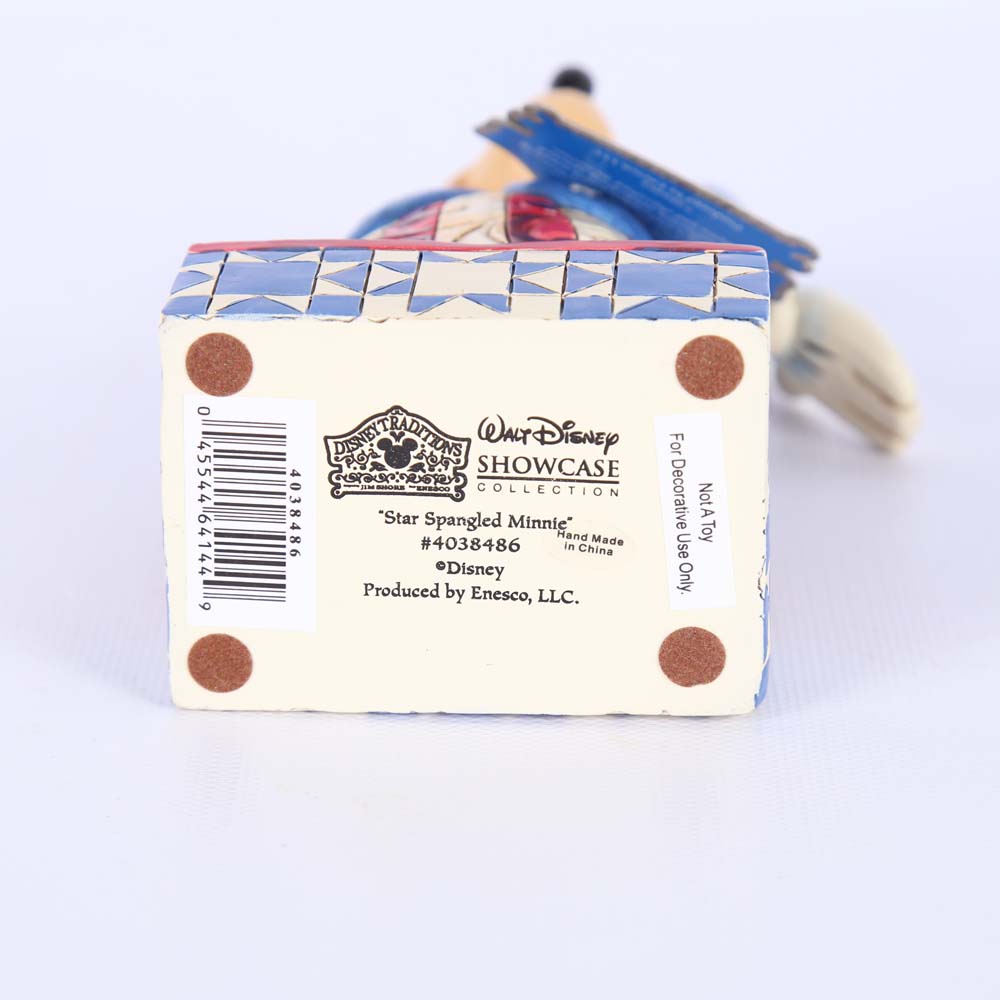 DISNEY TRADITIONS
JIM SHORE ENESCO
WALT DISNEY
SHOWCASE
COLLECTION
"Star Spangled Minnie"
#4038486
Hand Made
in China
©Disney
Produced by Enesco, LLC.
4038486
0 45544 64144 9
Not A Toy
For Decorative Use Only.